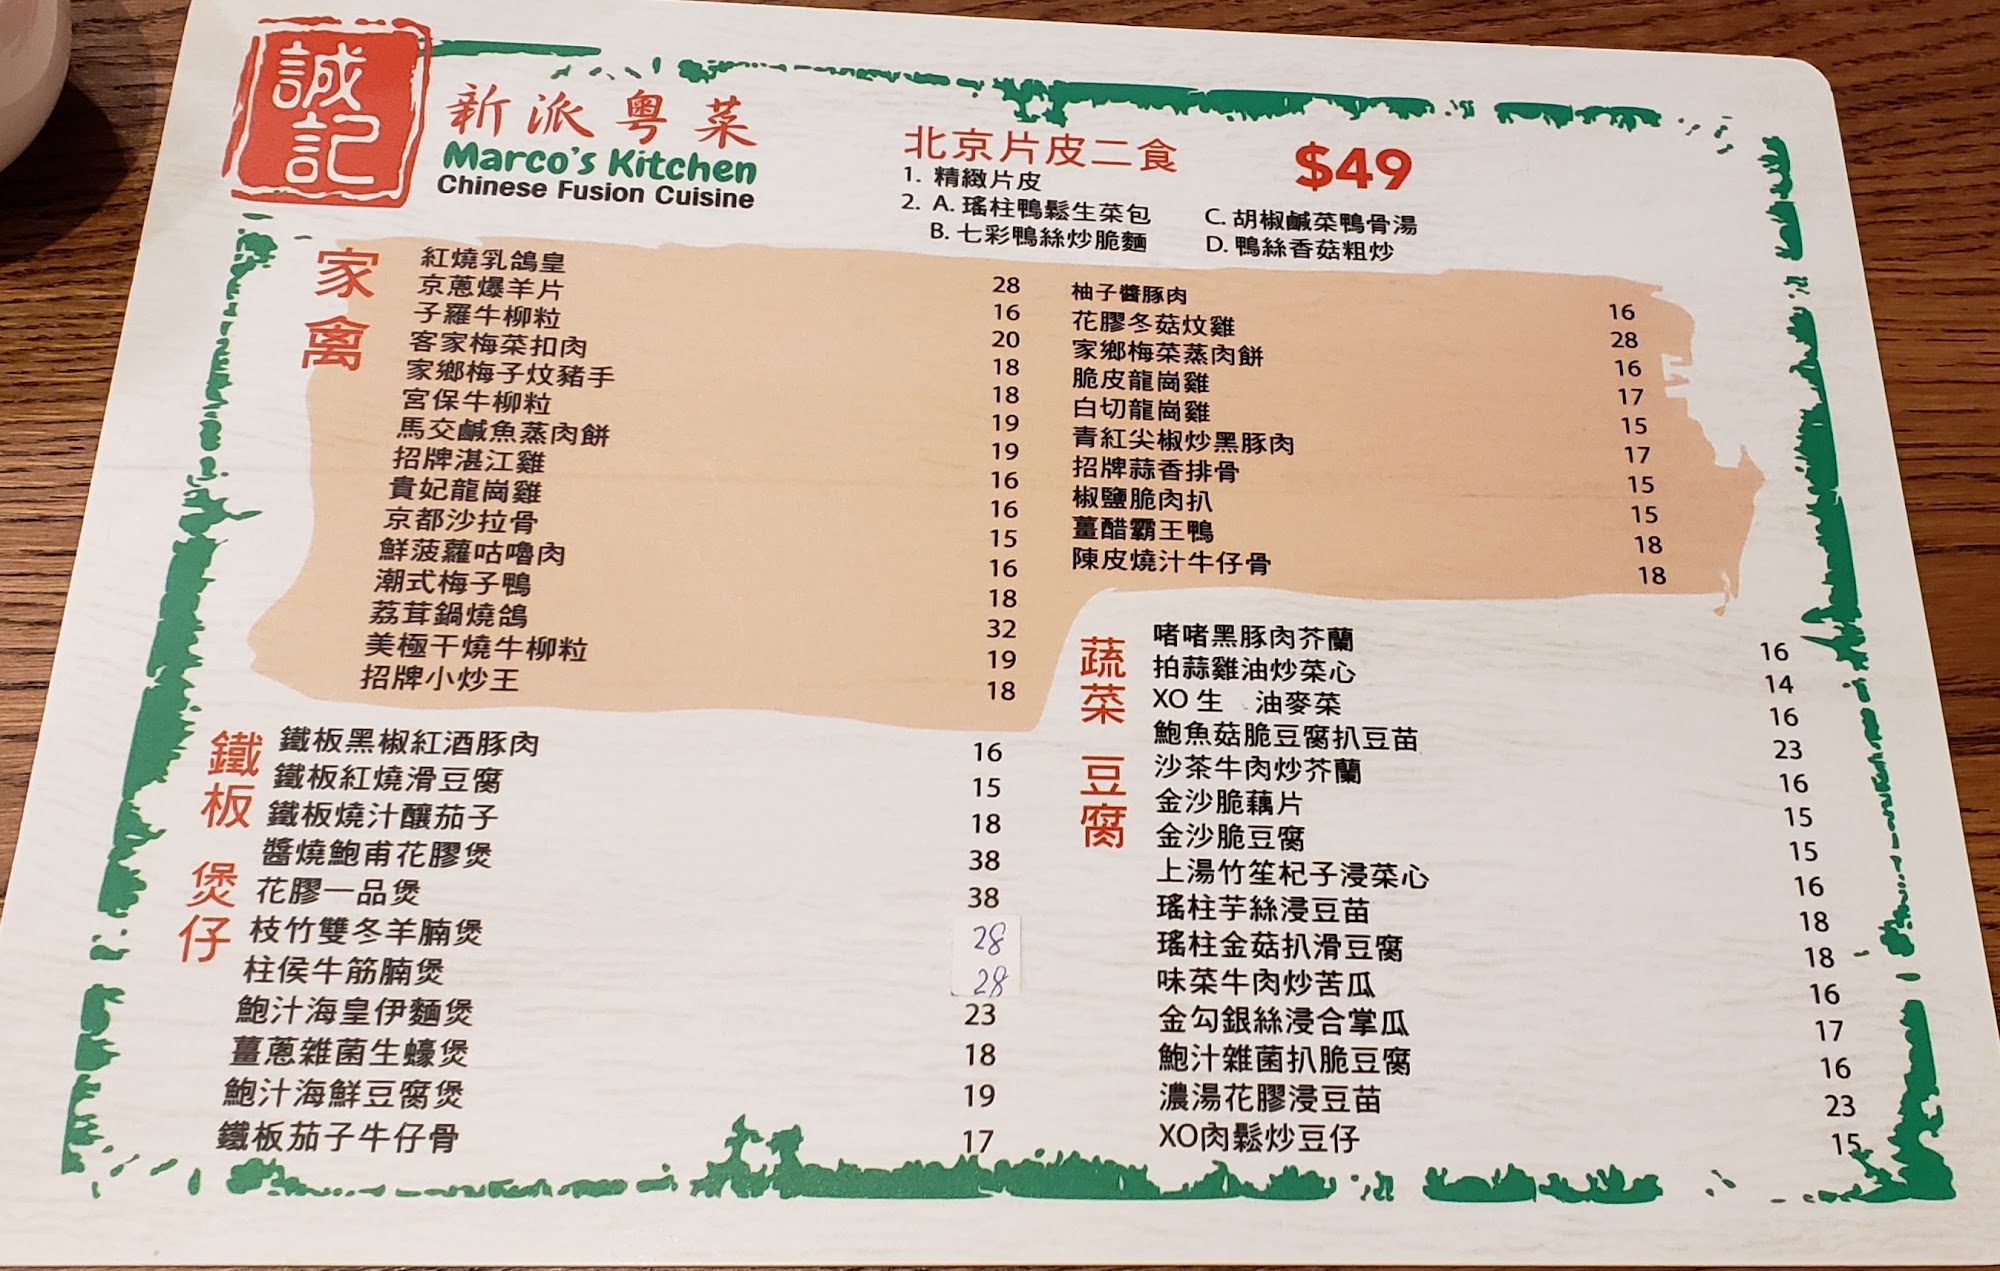 誠記
新派粵菜
Marco's Kitchen
Chinese Fusion Cuisine
北京片皮二食 $49
1. 精緻片皮
2. A. 瑤柱鴨鬆生菜包
B. 七彩鴨絲炒脆麵
C. 胡椒鹹菜鴨骨湯
D. 鴨絲香菇粗炒
家禽
紅燒乳鴿皇 28
京蔥爆羊片 16
子羅牛柳粒 20
客家梅菜扣肉 18
家鄉梅子炆豬手 18
宮保牛柳粒 19
馬交鹹魚蒸肉餅 19
招牌湛江雞 16
貴妃龍崗雞 16
京都沙拉骨 15
鮮菠蘿咕嚕肉 16
潮式梅子鴨 18
荔茸鍋燒鴿 32
美極干燒牛柳粒 19
招牌小炒王 18
柚子醬豚肉 16
花膠冬菇炆雞 28
家鄉梅菜蒸肉餅 16
脆皮龍崗雞 17
白切龍崗雞 15
青紅尖椒炒黑豚肉 17
招牌蒜香排骨 15
椒鹽脆肉扒 15
薑醋霸王鴨 18
陳皮燒汁牛仔骨 18
鐵板 煲仔
鐵板黑椒紅酒豚肉 16
鐵板紅燒滑豆腐 15
鐵板燒汁釀茄子 18
醬燒鮑甫花膠煲 38
花膠一品煲 38
枝竹雙冬羊腩煲 28
柱侯牛筋腩煲 28
鮑汁海皇伊麵煲 23
薑蔥雜菌生蠔煲 18
鮑汁海鮮豆腐煲 19
鐵板茄子牛仔骨 17
蔬菜 豆腐
啫啫黑豚肉芥蘭 16
拍蒜雞油炒菜心 14
XO 生 油麥菜 16
鮑魚菇脆豆腐扒豆苗 23
沙茶牛肉炒芥蘭 16
金沙脆藕片 15
金沙脆豆腐 15
上湯竹笙杞子浸菜心 16
瑤柱芋絲浸豆苗 18
瑤柱金菇扒滑豆腐 18
味菜牛肉炒苦瓜 16
金勾銀絲浸合掌瓜 17
鮑汁雜菌扒脆豆腐 16
濃湯花膠浸豆苗 23
XO肉鬆炒豆仔 15